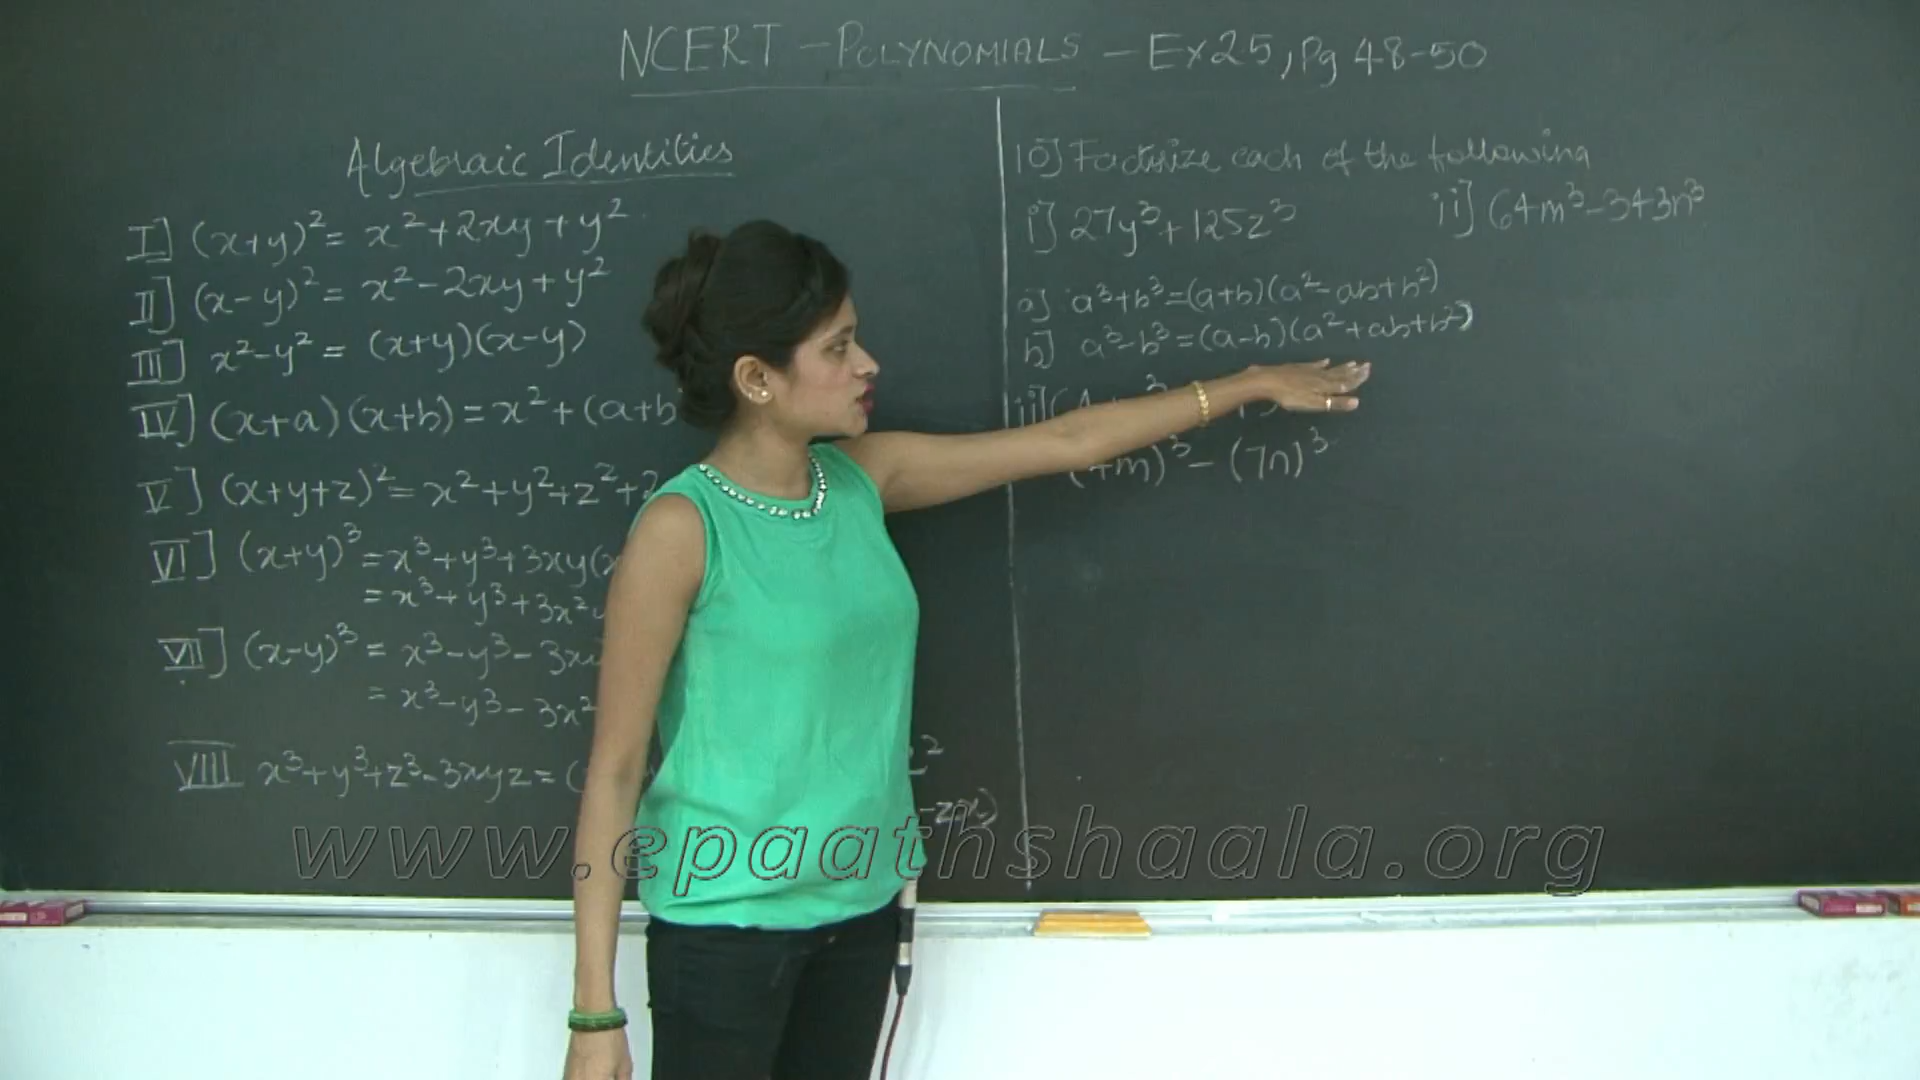 NCERT – POLYNOMIALS – Ex 25, Pg 48-50
Algebraic Identities
I] (x+y)² = x² + 2xy + y²
II] (x-y)² = x² - 2xy + y²
III] x² - y² = (x+y)(x-y)
IV] (x+a)(x+b) = x² + (a+b
V] (x+y+z)² = x² + y² + z² + 2
VI] (x+y)³ = x³ + y³ + 3xy(
= x³ + y³ + 3x²
VII] (x-y)³ = x³ - y³ - 3x
= x³ - y³ - 3x²
VIII x³ + y³ + z³ - 3xyz = (
- zx)
10] Factorize each of the following
i] 27y³ + 125z³ ii] 64m³ - 343n³
a] a³ + b³ = (a+b)(a² - ab + b²)
b] a³ - b³ = (a-b)(a² + ab + b²)
ii]
m)³ - (7n)³
www.epaathshaala.org